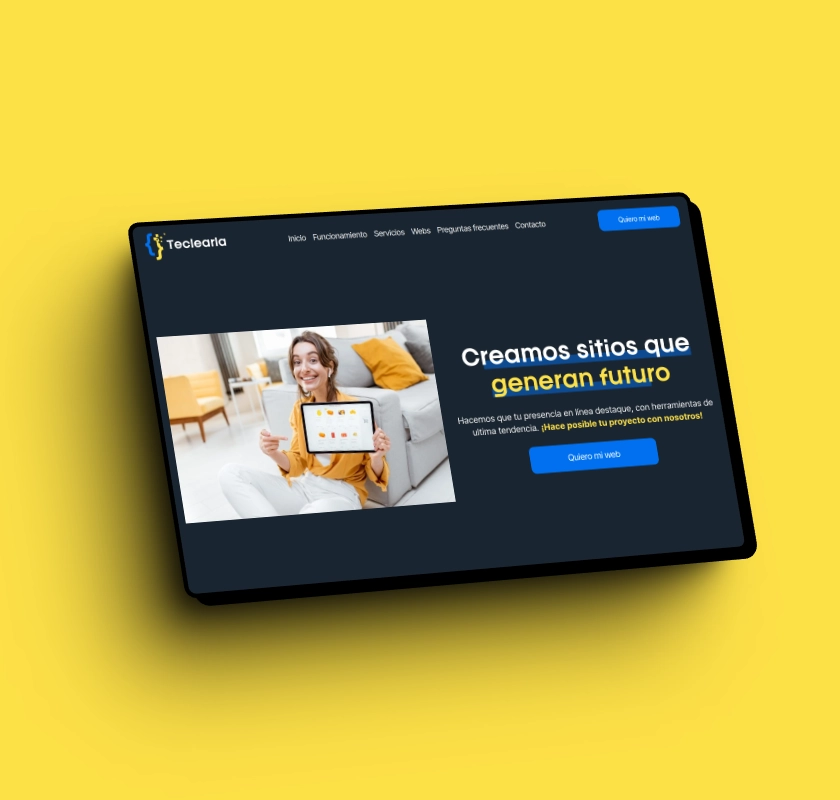 Teclearla
Inicio Funcionamiento Servicios Webs Preguntas frecuentes Contacto
Quiero mi web
Creamos sitios que
generan futuro
Hacemos que tu presencia en línea destaque, con herramientas de
ultima tendencia. ¡Hace posible tu proyecto con nosotros!
Quiero mi web